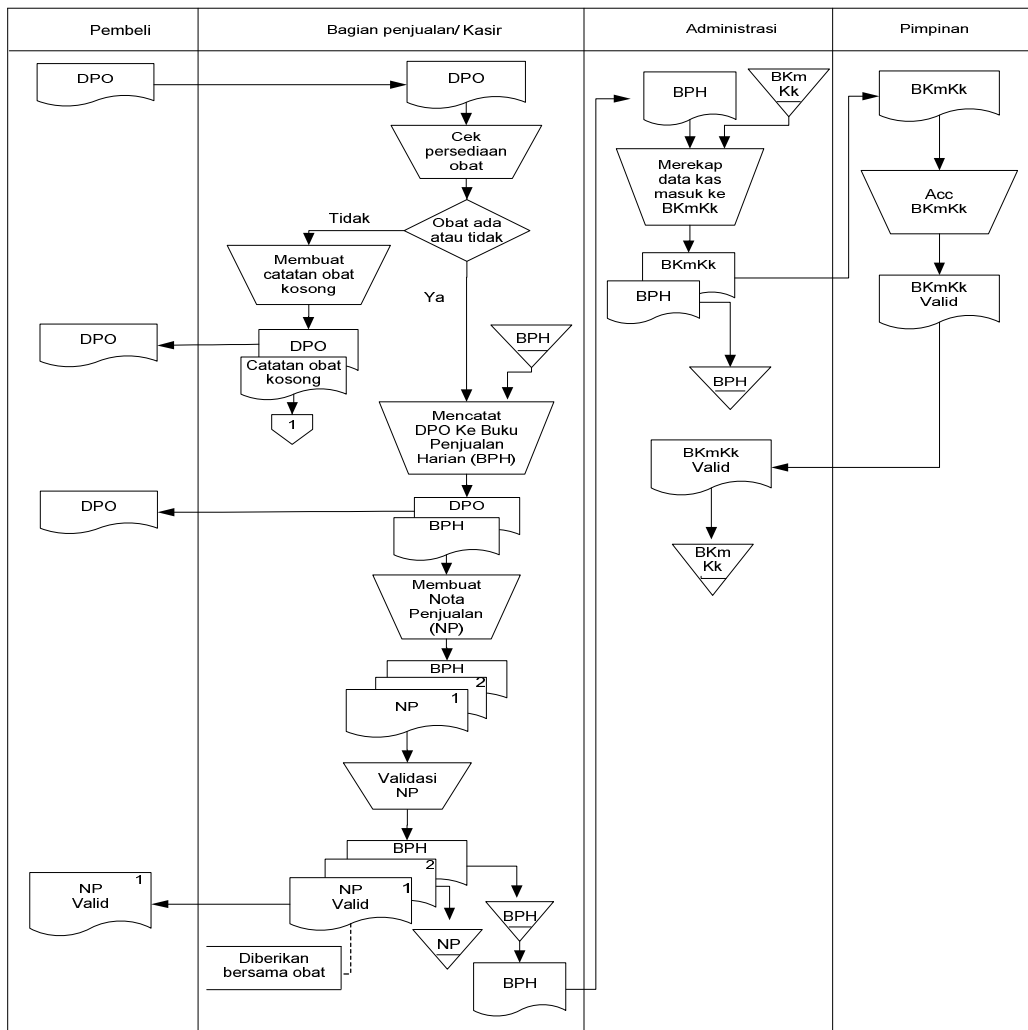 Pembeli
Bagian penjualan/ Kasir
Administrasi
Pimpinan
DPO
DPO
Cek
persediaan
obat
Obat ada
atau tidak
Tidak
Ya
Membuat
catatan obat
kosong
DPO
Catatan obat
kosong
1
DPO
BPH
Mencatat
DPO Ke Buku
Penjualan
Harian (BPH)
DPO
BPH
DPO
Membuat
Nota
Penjualan
(NP)
BPH
2
1
NP
Validasi
NP
BPH
2
1
NP
Valid
1
NP
Valid
NP
BPH
Diberikan
bersama obat
BPH
BPH
BKm
Kk
Merekap
data kas
masuk ke
BKmKk
BKmKk
BPH
BPH
BKmKk
Acc
BKmKk
BKmKk
Valid
BKmKk
Valid
BKm
Kk